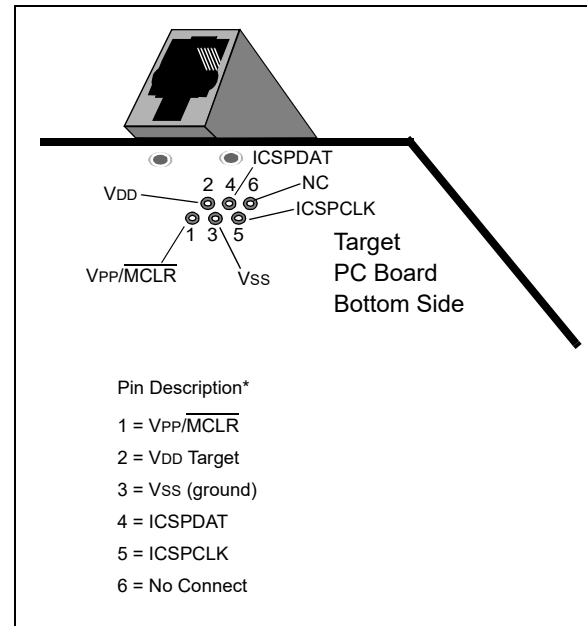 ICSPDAT
2 4 6
NC
VDD
ICSPCLK
1 3 5
Target
PC Board
Bottom Side
VPP/MCLR
VSS
Pin Description*
1 = VPP/MCLR
2 = VDD Target
3 = VSS (ground)
4 = ICSPDAT
5 = ICSPCLK
6 = No Connect